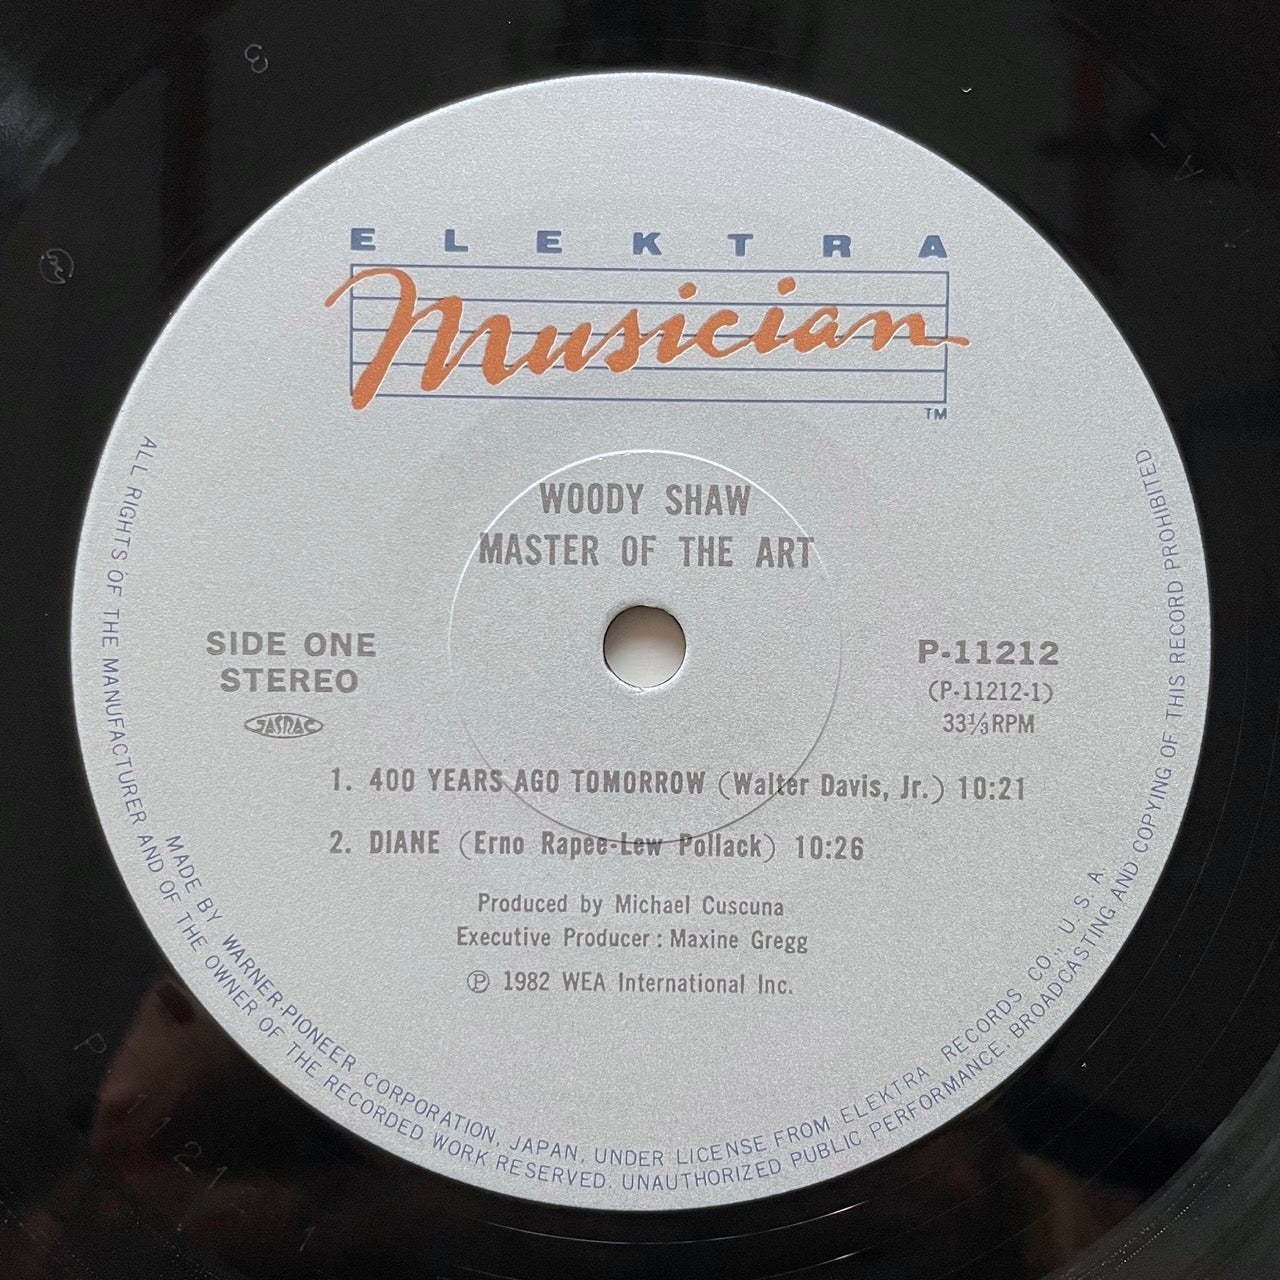 ELEKTRA
Musician
TM
WOODY SHAW
MASTER OF THE ART
SIDE ONE
STEREO
JASRAC
P-11212
(P-11212-1)
33⅓ RPM
1. 400 YEARS AGO TOMORROW (Walter Davis, Jr.) 10:21
2. DIANE (Erno Rapee-Lew Pollack) 10:26
Produced by Michael Cuscuna
Executive Producer : Maxine Gregg
℗ 1982 WEA International Inc.
MADE BY WARNER-PIONEER CORPORATION, JAPAN. UNDER LICENSE FROM ELEKTRA RECORDS CO., U. S. A.
ALL RIGHTS OF THE MANUFACTURER AND OF THE OWNER OF THE RECORDED WORK RESERVED. UNAUTHORIZED PUBLIC PERFORMANCE, BROADCASTING AND COPYING OF THIS RECORD PROHIBITED.